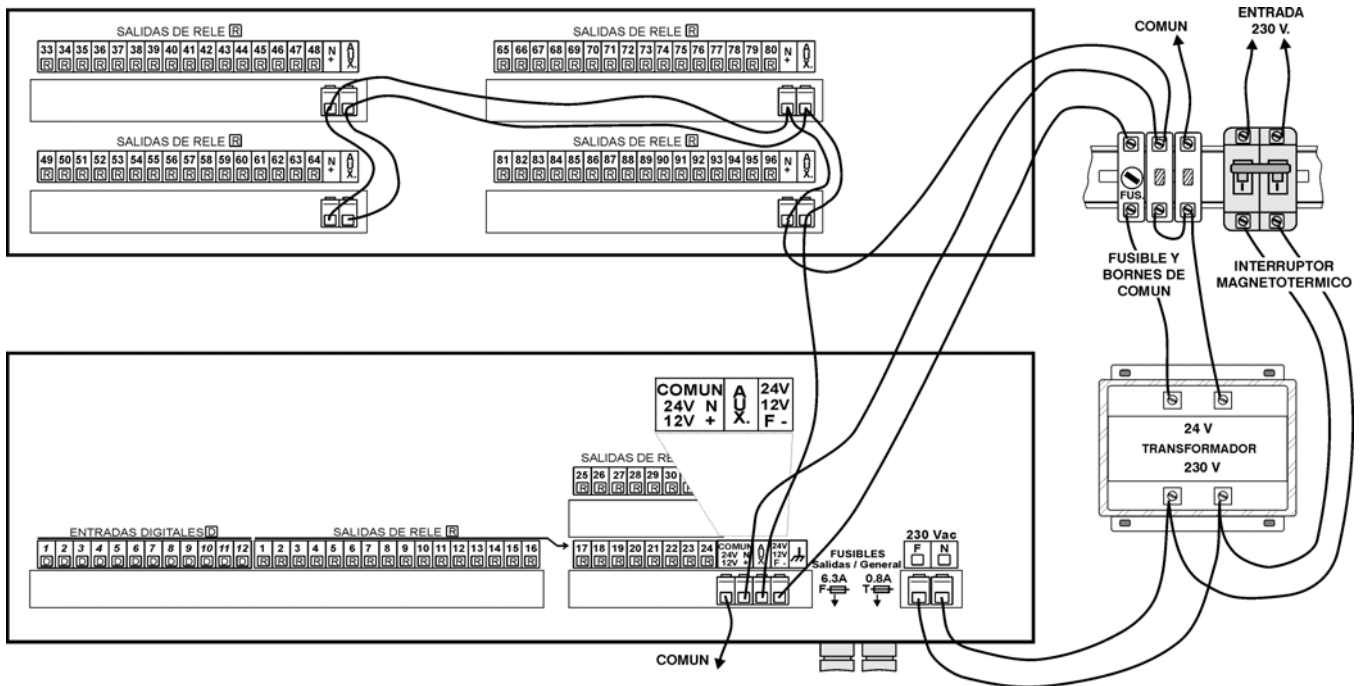 SALIDAS DE RELE R
33 34 35 36 37 38 39 40 41 42 43 44 45 46 47 48 N + AUX.
R R R R R R R R R R R R R R R R
SALIDAS DE RELE R
65 66 67 68 69 70 71 72 73 74 75 76 77 78 79 80 N + AUX.
R R R R R R R R R R R R R R R R
SALIDAS DE RELE R
49 50 51 52 53 54 55 56 57 58 59 60 61 62 63 64 N + AUX.
R R R R R R R R R R R R R R R R
SALIDAS DE RELE R
81 82 83 84 85 86 87 88 89 90 91 92 93 94 95 96 N + AUX.
R R R R R R R R R R R R R R R R
COMUN
ENTRADA
230 V.
FUS.
FUSIBLE Y
BORNES DE
COMUN
INTERRUPTOR
MAGNETOTERMICO
24 V
TRANSFORMADOR
230 V
COMUN
24V N
12V +
AUX.
24V
12V
F -
SALIDAS DE RE
25 26 27 28 29 30
R R R R R R
ENTRADAS DIGITALES D
1 2 3 4 5 6 7 8 9 10 11 12
D D D D D D D D D D D D
SALIDAS DE RELE R
1 2 3 4 5 6 7 8 9 10 11 12 13 14 15 16
R R R R R R R R R R R R R R R R
17 18 19 20 21 22 23 24
R R R R R R R R
COMUN
24V N
12V +
AUX.
24V
12V
F -
FUSIBLES
Salidas / General
6.3A
F
0.8A
T
230 Vac
F N
COMUN